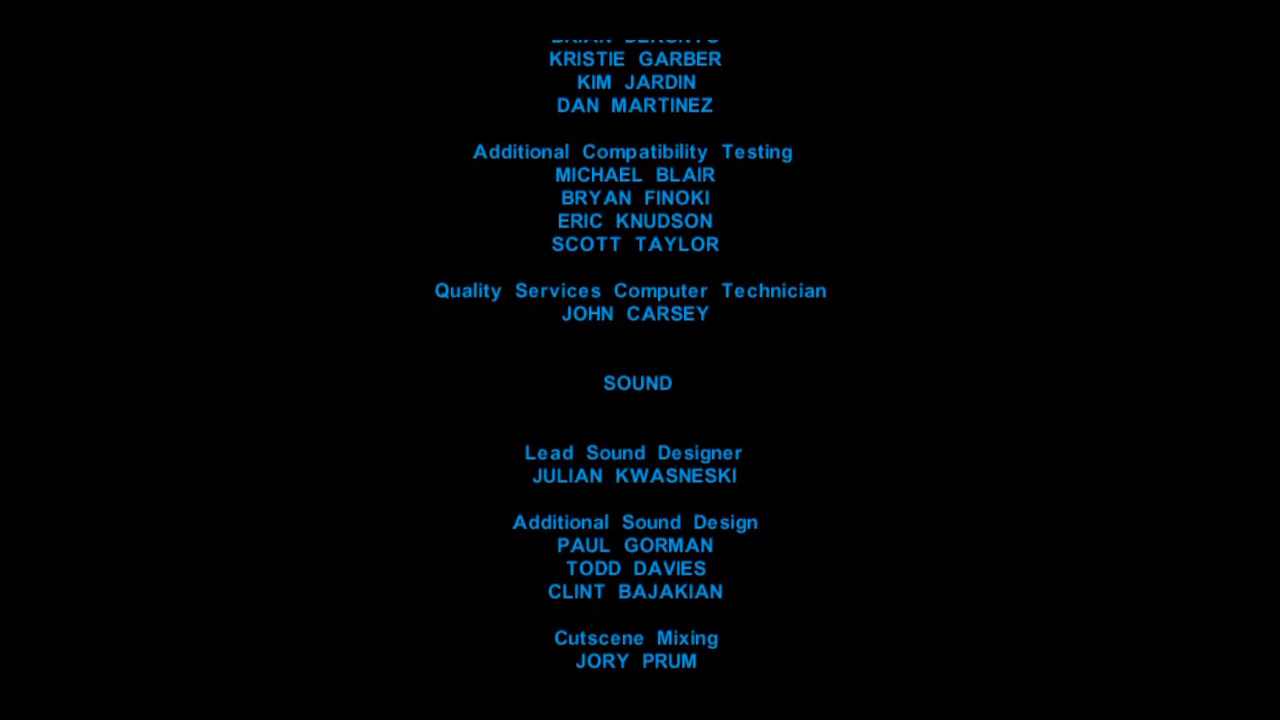 KRISTIE GARBER
KIM JARDIN
DAN MARTINEZ
Additional Compatibility Testing
MICHAEL BLAIR
BRYAN FINOKI
ERIC KNUDSON
SCOTT TAYLOR
Quality Services Computer Technician
JOHN CARSEY
SOUND
Lead Sound Designer
JULIAN KWASNESKI
Additional Sound Design
PAUL GORMAN
TODD DAVIES
CLINT BAJAKIAN
Cutscene Mixing
JORY PRUM